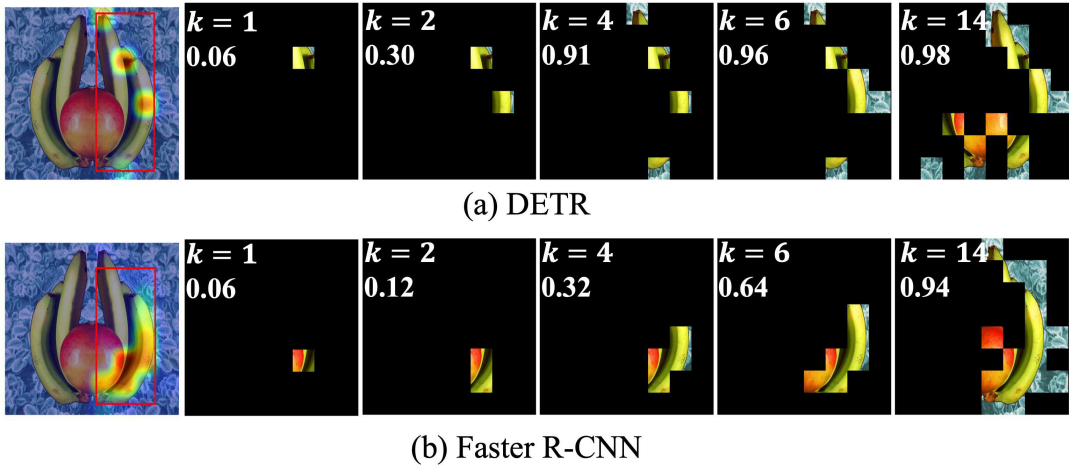 k = 1
0.06
k = 2
0.30
k = 4
0.91
k = 6
0.96
k = 14
0.98
(a) DETR
k = 1
0.06
k = 2
0.12
k = 4
0.32
k = 6
0.64
k = 14
0.94
(b) Faster R-CNN